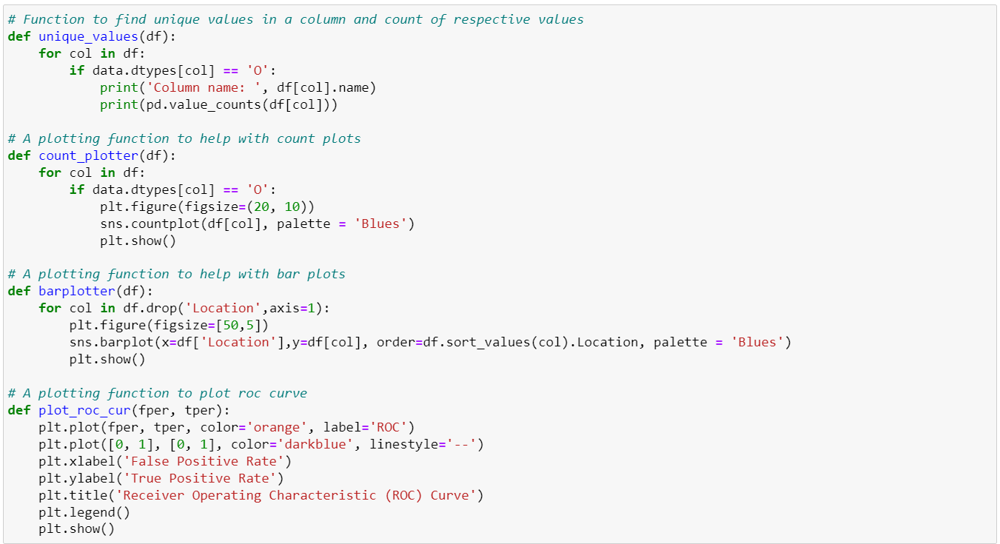 # Function to find unique values in a column and count of respective values
def unique_values(df):
    for col in df:
        if data.dtypes[col] == 'O':
            print('Column name: ', df[col].name)
            print(pd.value_counts(df[col]))

# A plotting function to help with count plots
def count_plotter(df):
    for col in df:
        if data.dtypes[col] == 'O':
            plt.figure(figsize=(20, 10))
            sns.countplot(df[col], palette = 'Blues')
            plt.show()

# A plotting function to help with bar plots
def barplotter(df):
    for col in df.drop('Location',axis=1):
        plt.figure(figsize=[50,5])
        sns.barplot(x=df['Location'],y=df[col], order=df.sort_values(col).Location, palette = 'Blues')
        plt.show()

# A plotting function to plot roc curve
def plot_roc_cur(fper, tper):
    plt.plot(fper, tper, color='orange', label='ROC')
    plt.plot([0, 1], [0, 1], color='darkblue', linestyle='--')
    plt.xlabel('False Positive Rate')
    plt.ylabel('True Positive Rate')
    plt.title('Receiver Operating Characteristic (ROC) Curve')
    plt.legend()
    plt.show()